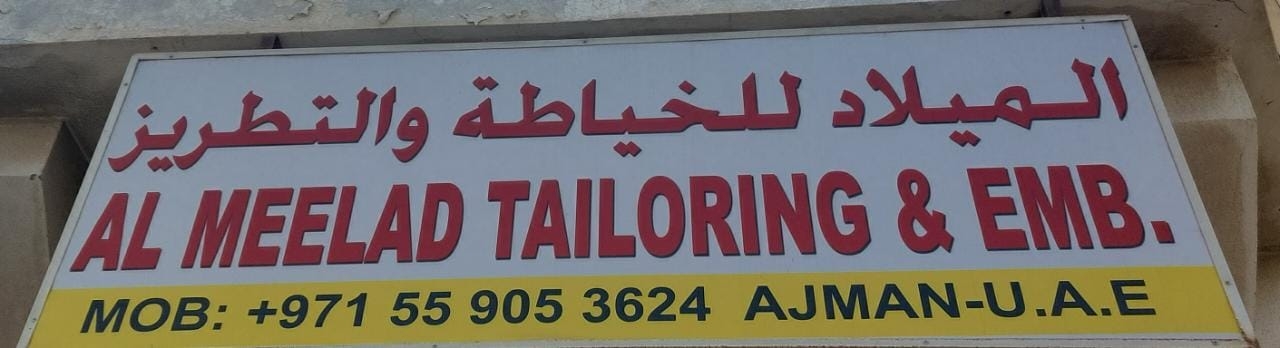 الميلاد للخياطة والتطريز
AL MEELAD TAILORING & EMB.
MOB: +971 55 905 3624 AJMAN-U.A.E